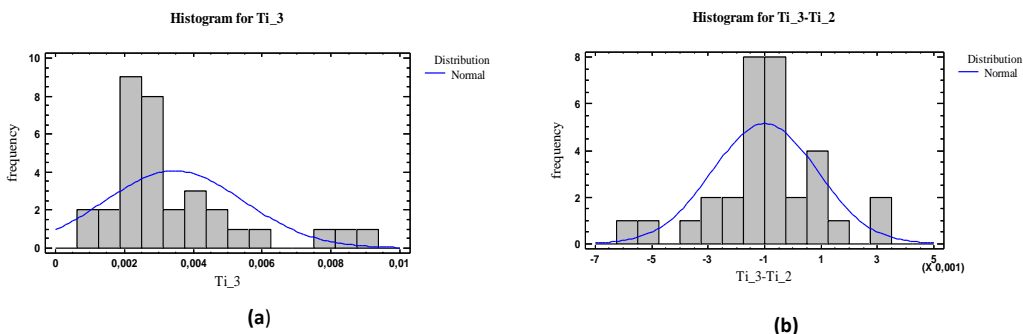 Histogram for Ti_3
Distribution
Normal
frequency
10
8
6
4
2
0
0 0,002 0,004 0,006 0,008 0,01
Ti_3
(a)
Histogram for Ti_3-Ti_2
Distribution
Normal
frequency
8
6
4
2
0
-7 -5 -3 -1 1 3 5
(X 0,001)
Ti_3-Ti_2
(b)